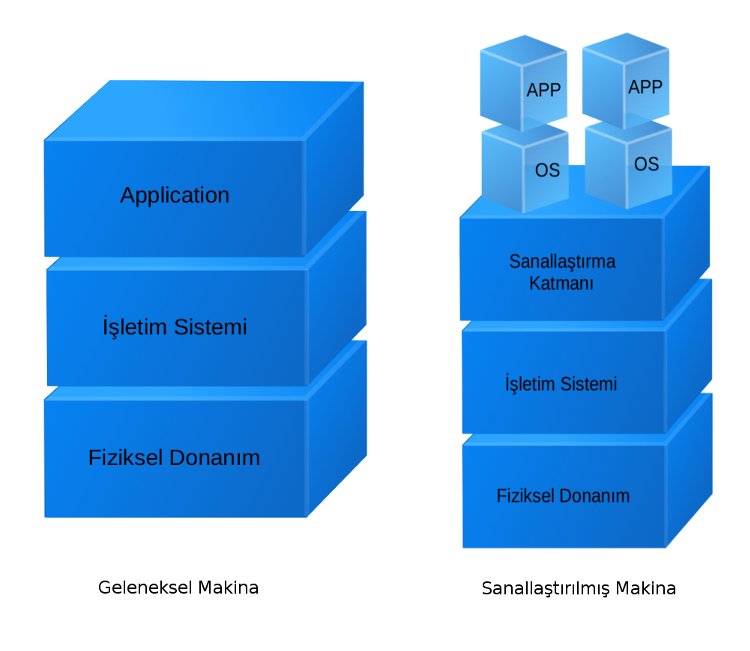 Application
İşletim Sistemi
Fiziksel Donanım
Geleneksel Makina
APP
APP
OS
OS
Sanallaştırma
Katmanı
İşletim Sistemi
Fiziksel Donanım
Sanallaştırılmış Makina